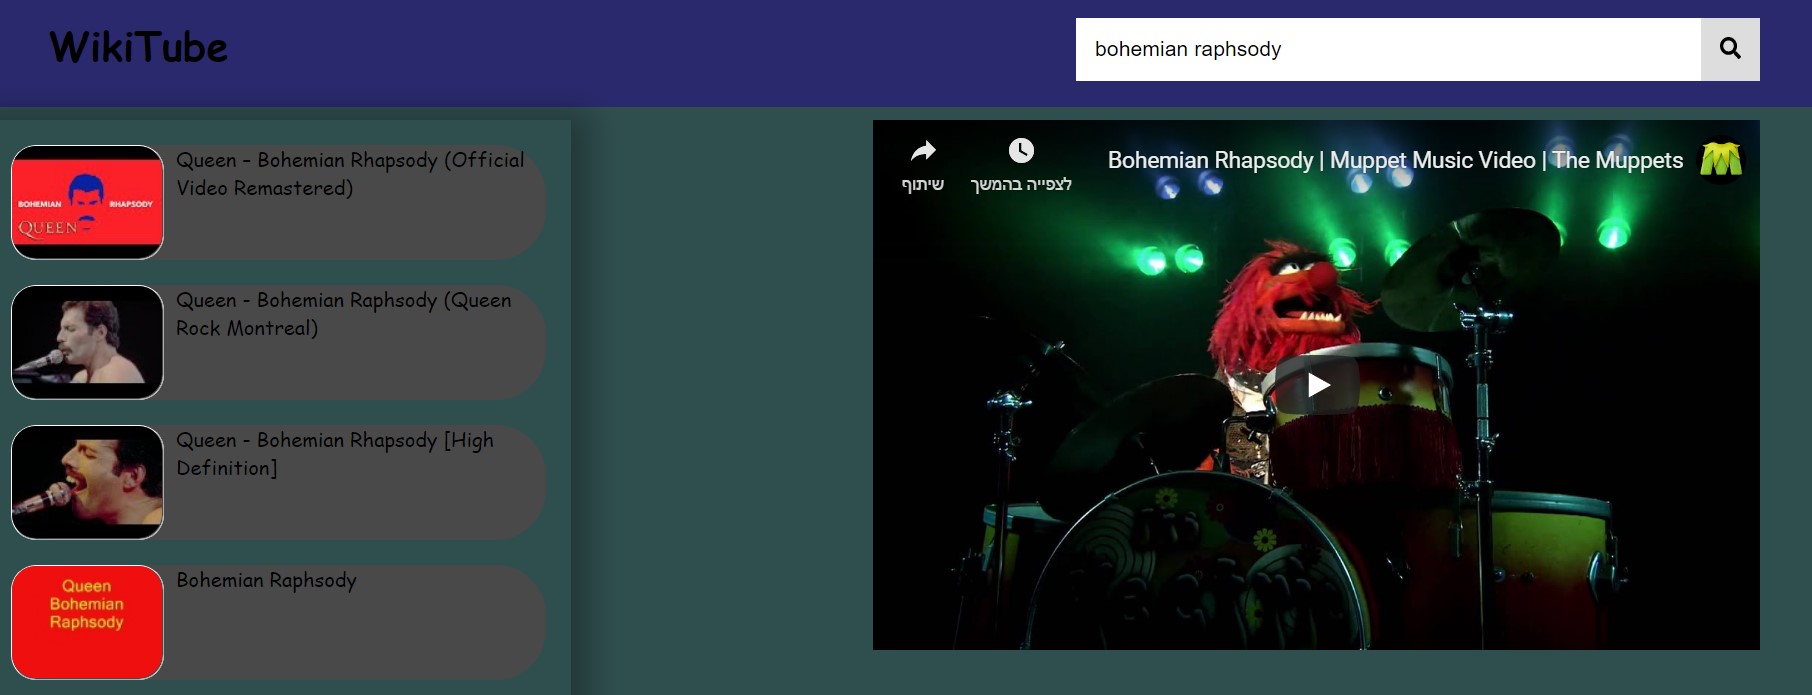 WikiTube
bohemian raphsody
Queen – Bohemian Rhapsody (Official
Video Remastered)
BOHEMIAN RHAPSODY
QUEEN
Queen - Bohemian Raphsody (Queen
Rock Montreal)
Queen - Bohemian Rhapsody [High
Definition]
Bohemian Raphsody
Queen
Bohemian
Raphsody
Bohemian Rhapsody | Muppet Music Video | The Muppets
שיתוף
לצפייה בהמשך